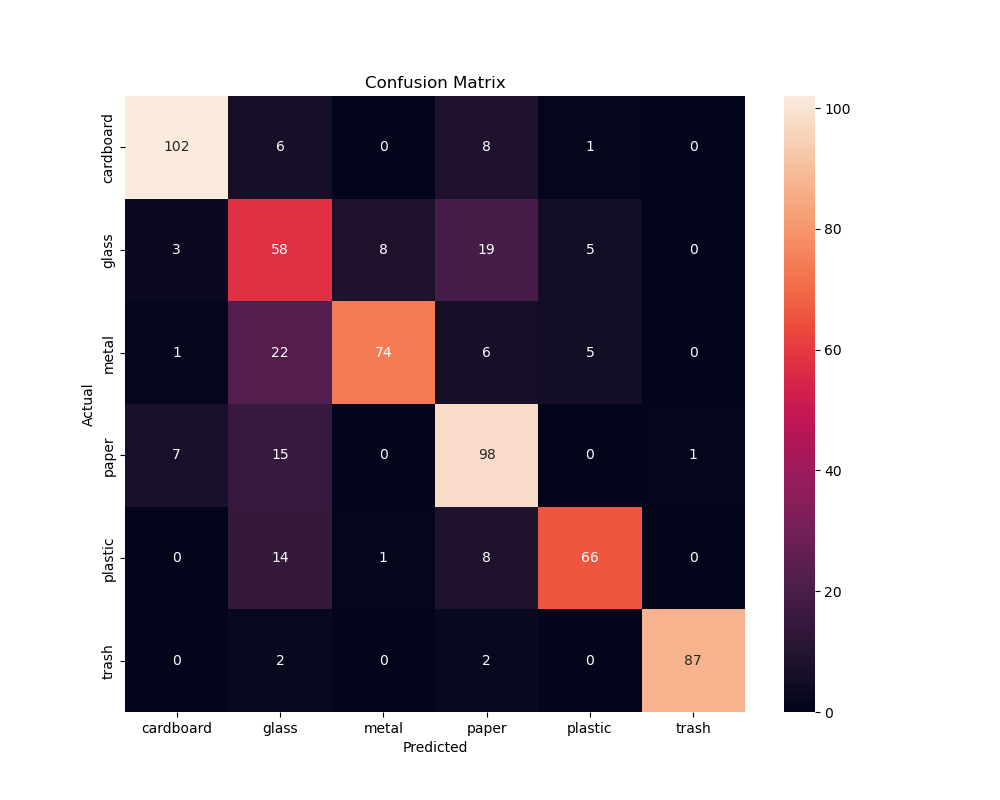 Confusion Matrix
cardboard 102 6 0 8 1 0
glass 3 58 8 19 5 0
metal 1 22 74 6 5 0
paper 7 15 0 98 0 1
plastic 0 14 1 8 66 0
trash 0 2 0 2 0 87
Actual
cardboard glass metal paper plastic trash
Predicted
100
80
60
40
20
0